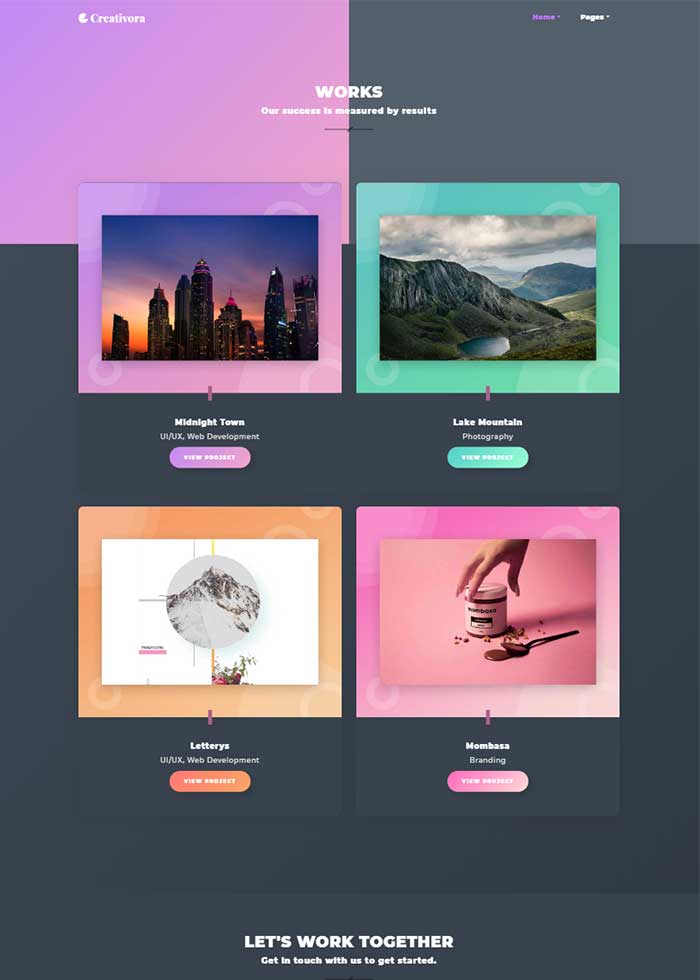 Creativora
Home
Pages
WORKS
Our success is measured by results
Midnight Town
UI/UX, Web Development
VIEW PROJECT
Lake Mountain
Photography
VIEW PROJECT
Mombasa
Letterys
UI/UX, Web Development
VIEW PROJECT
Mombasa
Branding
VIEW PROJECT
LET'S WORK TOGETHER
Get in touch with us to get started.